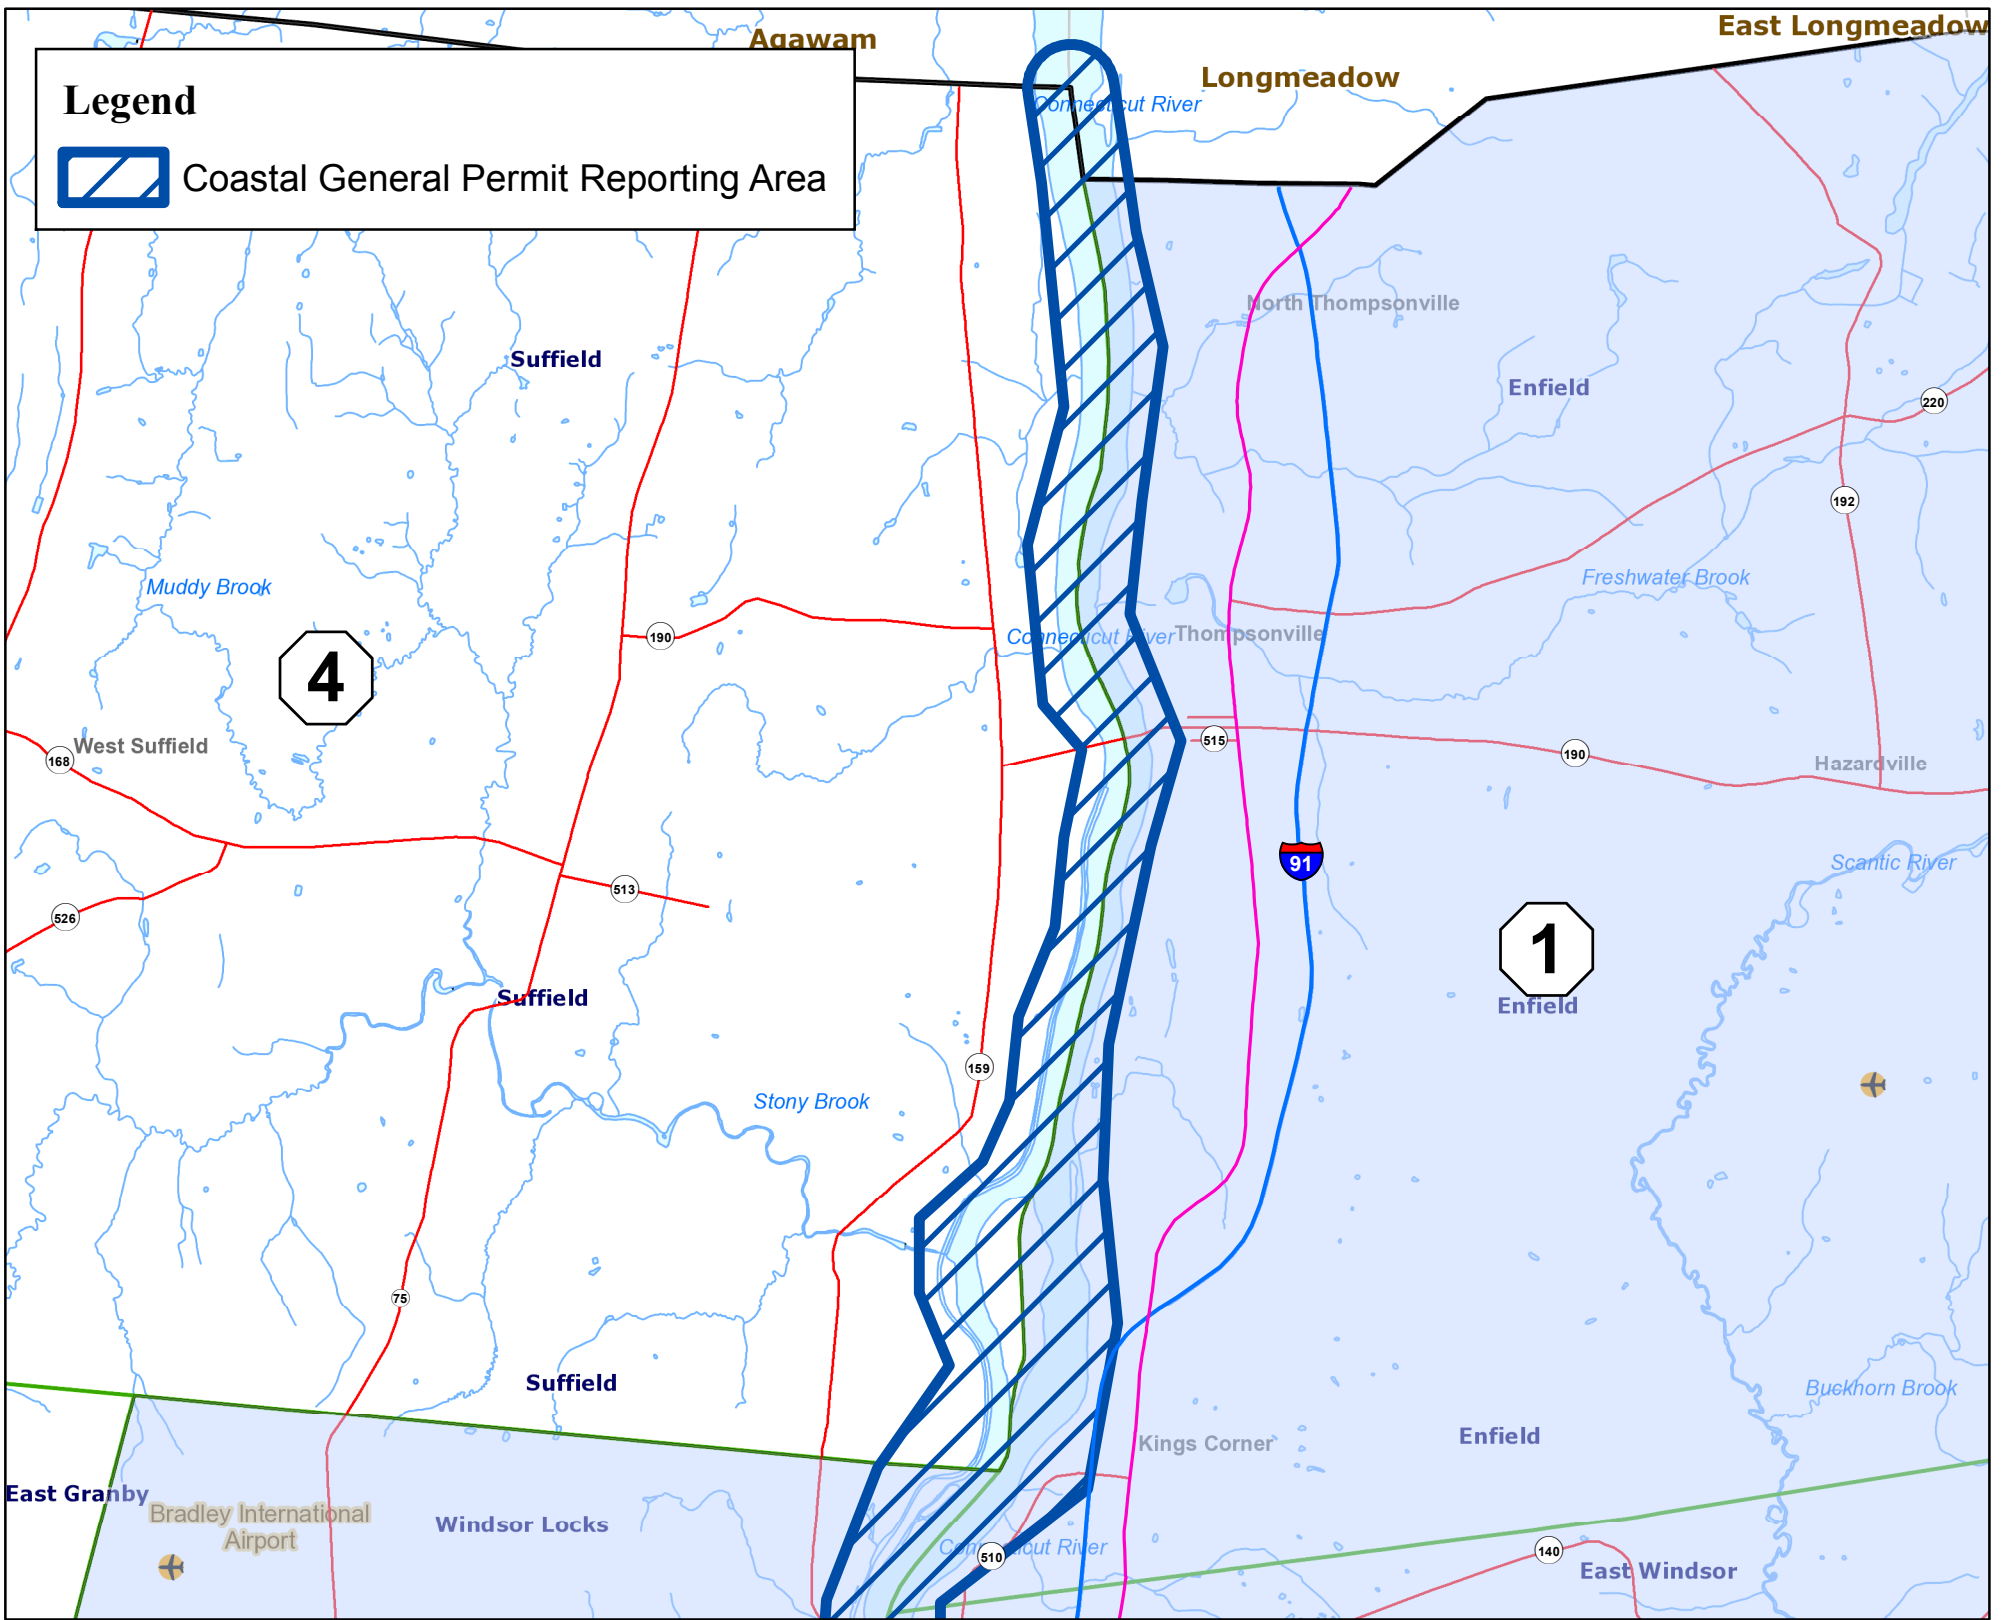 Agawam
East Longmeadow
Longmeadow
Legend
Coastal General Permit Reporting Area
Connecticut River
North Thompsonville
Suffield
Enfield
220
192
Muddy Brook
Freshwater Brook
190
Connecticut River
Thompsonville
4
West Suffield
168
515
190
Hazardville
91
Scantic River
513
526
1
Suffield
Enfield
159
Stony Brook
75
Suffield
Buckhorn Brook
Kings Corner
Enfield
East Granby
Bradley International
Airport
Windsor Locks
Connecticut River
510
140
East Windsor